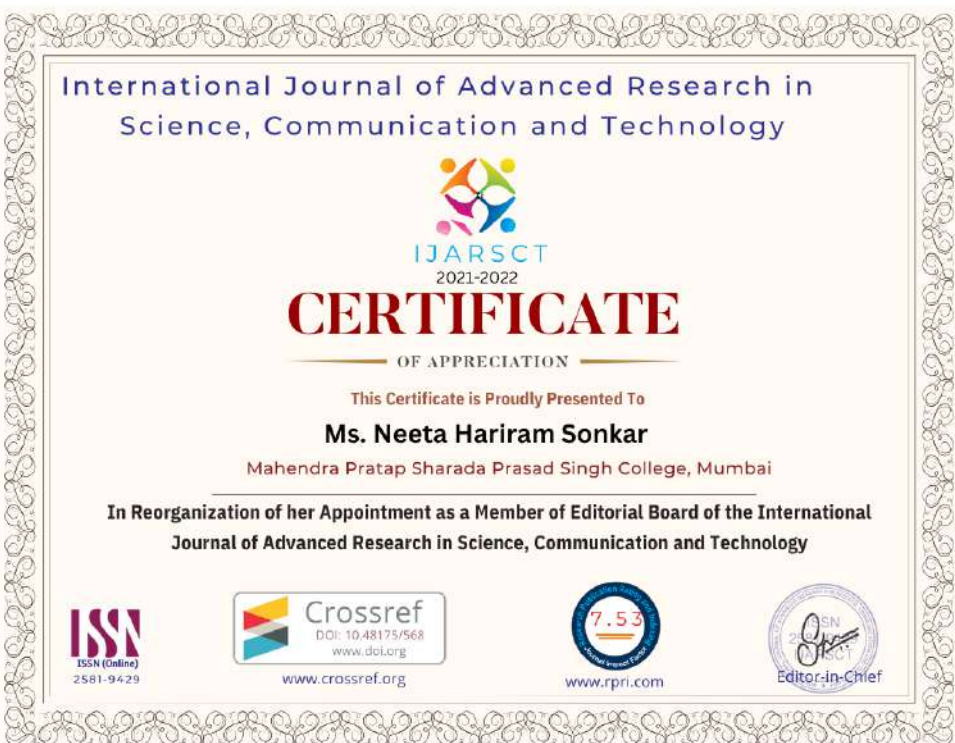 International Journal of Advanced Research in
Science, Communication and Technology
IJARSCT
2021-2022
CERTIFICATE
OF APPRECIATION
This Certificate is Proudly Presented To
Ms. Neeta Hariram Sonkar
Mahendra Pratap Sharada Prasad Singh College, Mumbai
In Reorganization of her Appointment as a Member of Editorial Board of the International
Journal of Advanced Research in Science, Communication and Technology
ISSN
ISSN (Online)
2581-9429
Crossref
DOI: 10.48175/568
www.doi.org
www.crossref.org
7.53
Journal Impact Factor
www.rpri.com
ISSN
Editor-in-Chief